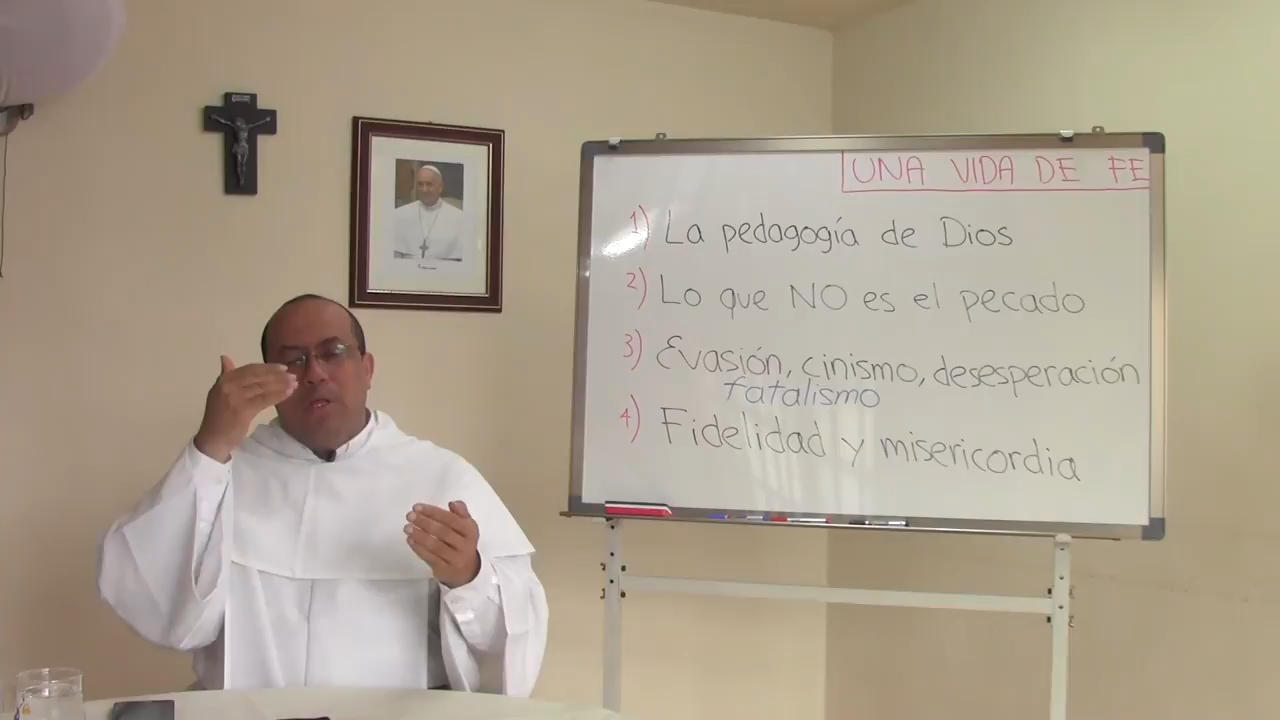 UNA VIDA DE FE
1) La pedagogía de Dios
2) Lo que NO es el pecado
3) Evasión, cinismo, desesperación
fatalismo
4) Fidelidad y misericordia